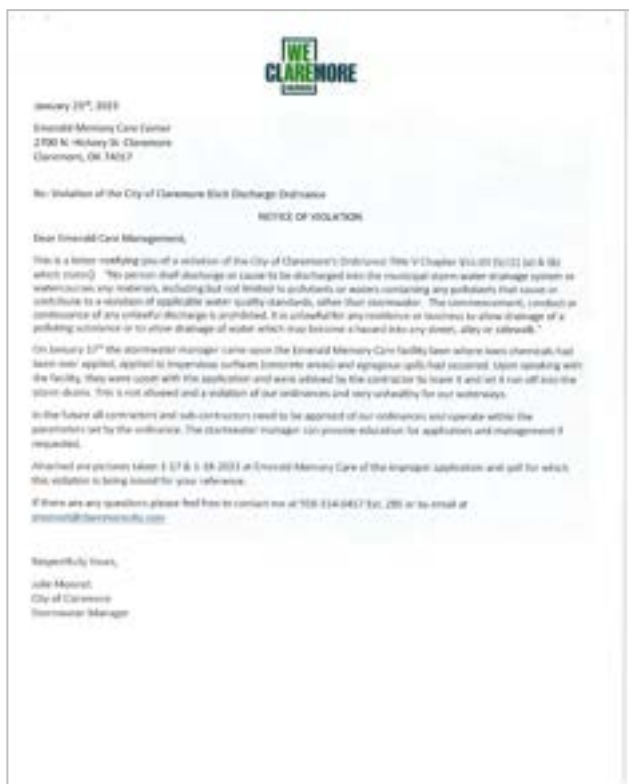 WE
CLAREMORE
Emerald Memory Care Center
2700 N. Hickory St. Claremore
Claremore, OK 74017
Re: Violation of the City of Claremore Illicit Discharge Ordinance
NOTICE OF VIOLATION
Dear Emerald Care Management,
This is a letter notifying you of a violation of the City of Claremore's Ordinance Title V Chapter
which states) "No person shall discharge or cause to be discharged into the municipal storm water drainage system or
watercourses any materials, including but not limited to pollutants or waters containing any pollutants that cause or
contribute to a violation of applicable water quality standards, other than stormwater. The commencement, conduct or
continuance of any unlawful discharge is prohibited. It is unlawful for any residence or business to allow drainage of a
polluting substance or to allow drainage of water which may become a hazard into any street, alley or sidewalk."
On January 17th the stormwater manager came upon the Emerald Memory Care facility lawn where lawn chemicals had
been over applied, applied to impervious surfaces (concrete areas) and egregious spills had occurred. Upon speaking with
the facility, they were upset with the application and were advised by the contractor to leave it and let it run off into the
storm drains. This is not allowed and a violation of our ordinances and very unhealthy for our waterways.
In the future all contractors and sub-contractors need to be apprised of our ordinances and operate within the
parameters set by the ordinance. The stormwater manager can provide education for applicators and management if
requested.
Attached are pictures taken 1-17 & 1-18 at Emerald Memory Care of the improper application and spill for which
this violation is being issued for your reference.
If there are any questions please feel free to contact me at or by email at
Respectfully Yours,
Julie
City of Claremore
Stormwater Manager